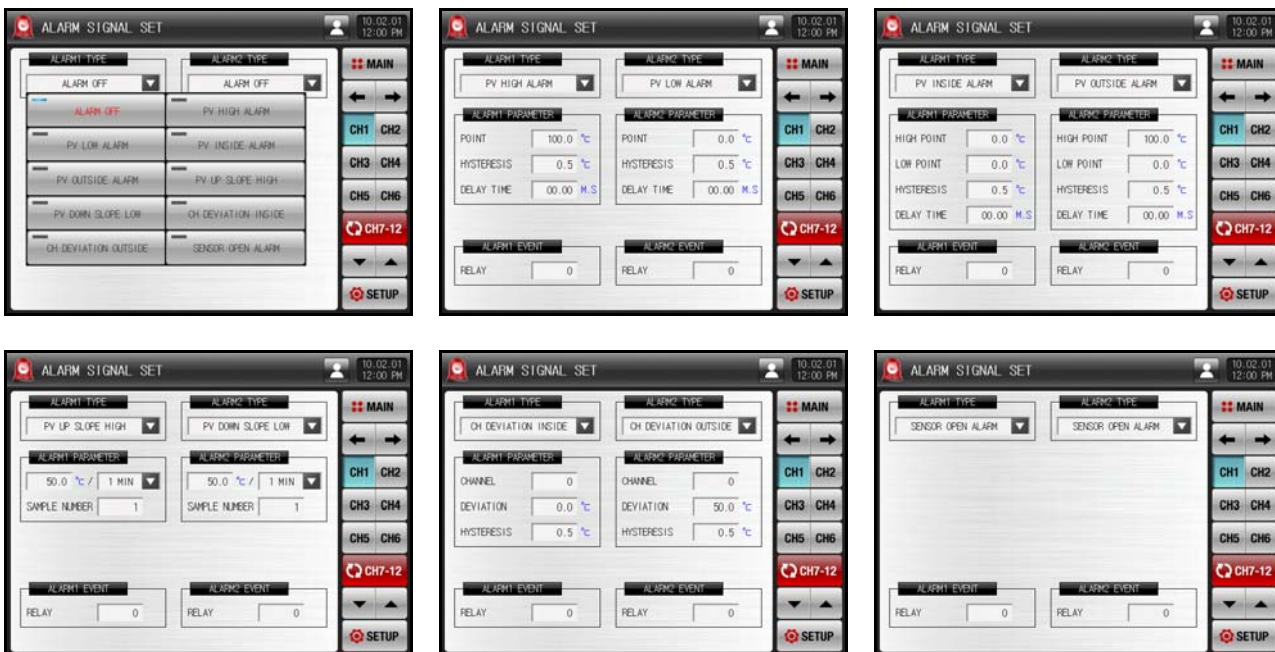 ALARM SIGNAL SET 10.02.01 12:00 PM
ALARM1 TYPE ALARM2 TYPE
ALARM OFF ALARM OFF
ALARM OFF PV HIGH ALARM
PV LOW ALARM PV INSIDE ALARM
PV OUTSIDE ALARM PV UP SLOPE HIGH
PV DOWN SLOPE LOW CH DEVIATION INSIDE
CH DEVIATION OUTSIDE SENSOR OPEN ALARM
MAIN
CH1 CH2
CH3 CH4
CH5 CH6
CH7-12
SETUP
ALARM SIGNAL SET 10.02.01 12:00 PM
ALARM1 TYPE ALARM2 TYPE
PV HIGH ALARM PV LOW ALARM
ALARM1 PARAMETER ALARM2 PARAMETER
POINT 100.0 ℃ POINT 0.0 ℃
HYSTERESIS 0.5 ℃ HYSTERESIS 0.5 ℃
DELAY TIME 00.00 M.S DELAY TIME 00.00 M.S
ALARM1 EVENT ALARM2 EVENT
RELAY 0 RELAY 0
MAIN
CH1 CH2
CH3 CH4
CH5 CH6
CH7-12
SETUP
ALARM SIGNAL SET 10.02.01 12:00 PM
ALARM1 TYPE ALARM2 TYPE
PV INSIDE ALARM PV OUTSIDE ALARM
ALARM1 PARAMETER ALARM2 PARAMETER
HIGH POINT 0.0 ℃ HIGH POINT 100.0 ℃
LOW POINT 0.0 ℃ LOW POINT 0.0 ℃
HYSTERESIS 0.5 ℃ HYSTERESIS 0.5 ℃
DELAY TIME 00.00 M.S DELAY TIME 00.00 M.S
ALARM1 EVENT ALARM2 EVENT
RELAY 0 RELAY 0
MAIN
CH1 CH2
CH3 CH4
CH5 CH6
CH7-12
SETUP
ALARM SIGNAL SET 10.02.01 12:00 PM
ALARM1 TYPE ALARM2 TYPE
PV UP SLOPE HIGH PV DOWN SLOPE LOW
ALARM1 PARAMETER ALARM2 PARAMETER
50.0 ℃ / 1 MIN 50.0 ℃ / 1 MIN
SAMPLE NUMBER 1 SAMPLE NUMBER 1
ALARM1 EVENT ALARM2 EVENT
RELAY 0 RELAY 0
MAIN
CH1 CH2
CH3 CH4
CH5 CH6
CH7-12
SETUP
ALARM SIGNAL SET 10.02.01 12:00 PM
ALARM1 TYPE ALARM2 TYPE
CH DEVIATION INSIDE CH DEVIATION OUTSIDE
ALARM1 PARAMETER ALARM2 PARAMETER
CHANNEL 0 CHANNEL 0
DEVIATION 0.0 ℃ DEVIATION 50.0 ℃
HYSTERESIS 0.5 ℃ HYSTERESIS 0.5 ℃
ALARM1 EVENT ALARM2 EVENT
RELAY 0 RELAY 0
MAIN
CH1 CH2
CH3 CH4
CH5 CH6
CH7-12
SETUP
ALARM SIGNAL SET 10.02.01 12:00 PM
ALARM1 TYPE ALARM2 TYPE
SENSOR OPEN ALARM SENSOR OPEN ALARM
ALARM1 EVENT ALARM2 EVENT
RELAY 0 RELAY 0
MAIN
CH1 CH2
CH3 CH4
CH5 CH6
CH7-12
SETUP